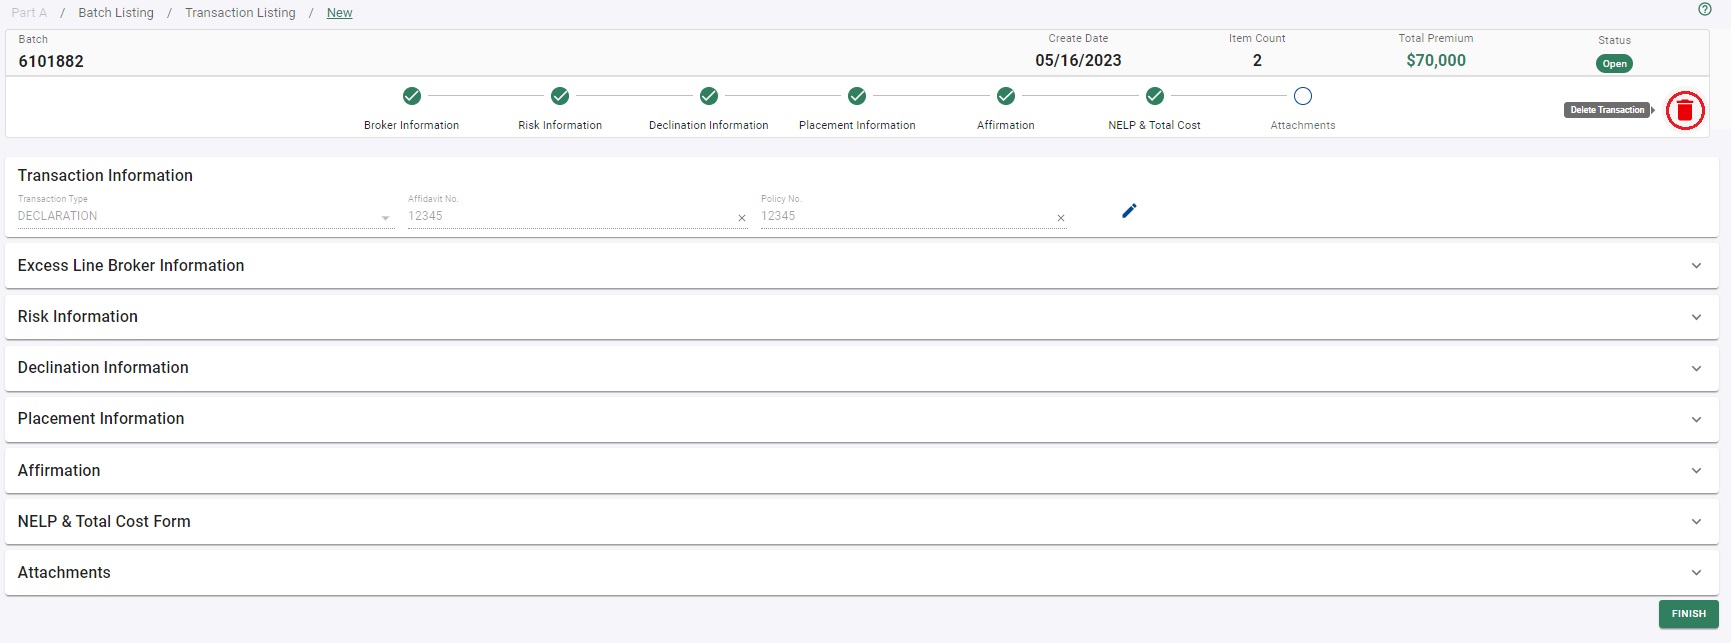 Part A / Batch Listing / Transaction Listing / New
Batch Create Date Item Count Total Premium Status
6101882 05/16/2023 2 $70,000 Open
Broker Information Risk Information Declination Information Placement Information Affirmation NELP & Total Cost Attachments
Delete Transaction
Transaction Information
Transaction Type Affidavit No. Policy No.
DECLARATION 12345 12345
Excess Line Broker Information
Risk Information
Declination Information
Placement Information
Affirmation
NELP & Total Cost Form
Attachments
FINISH